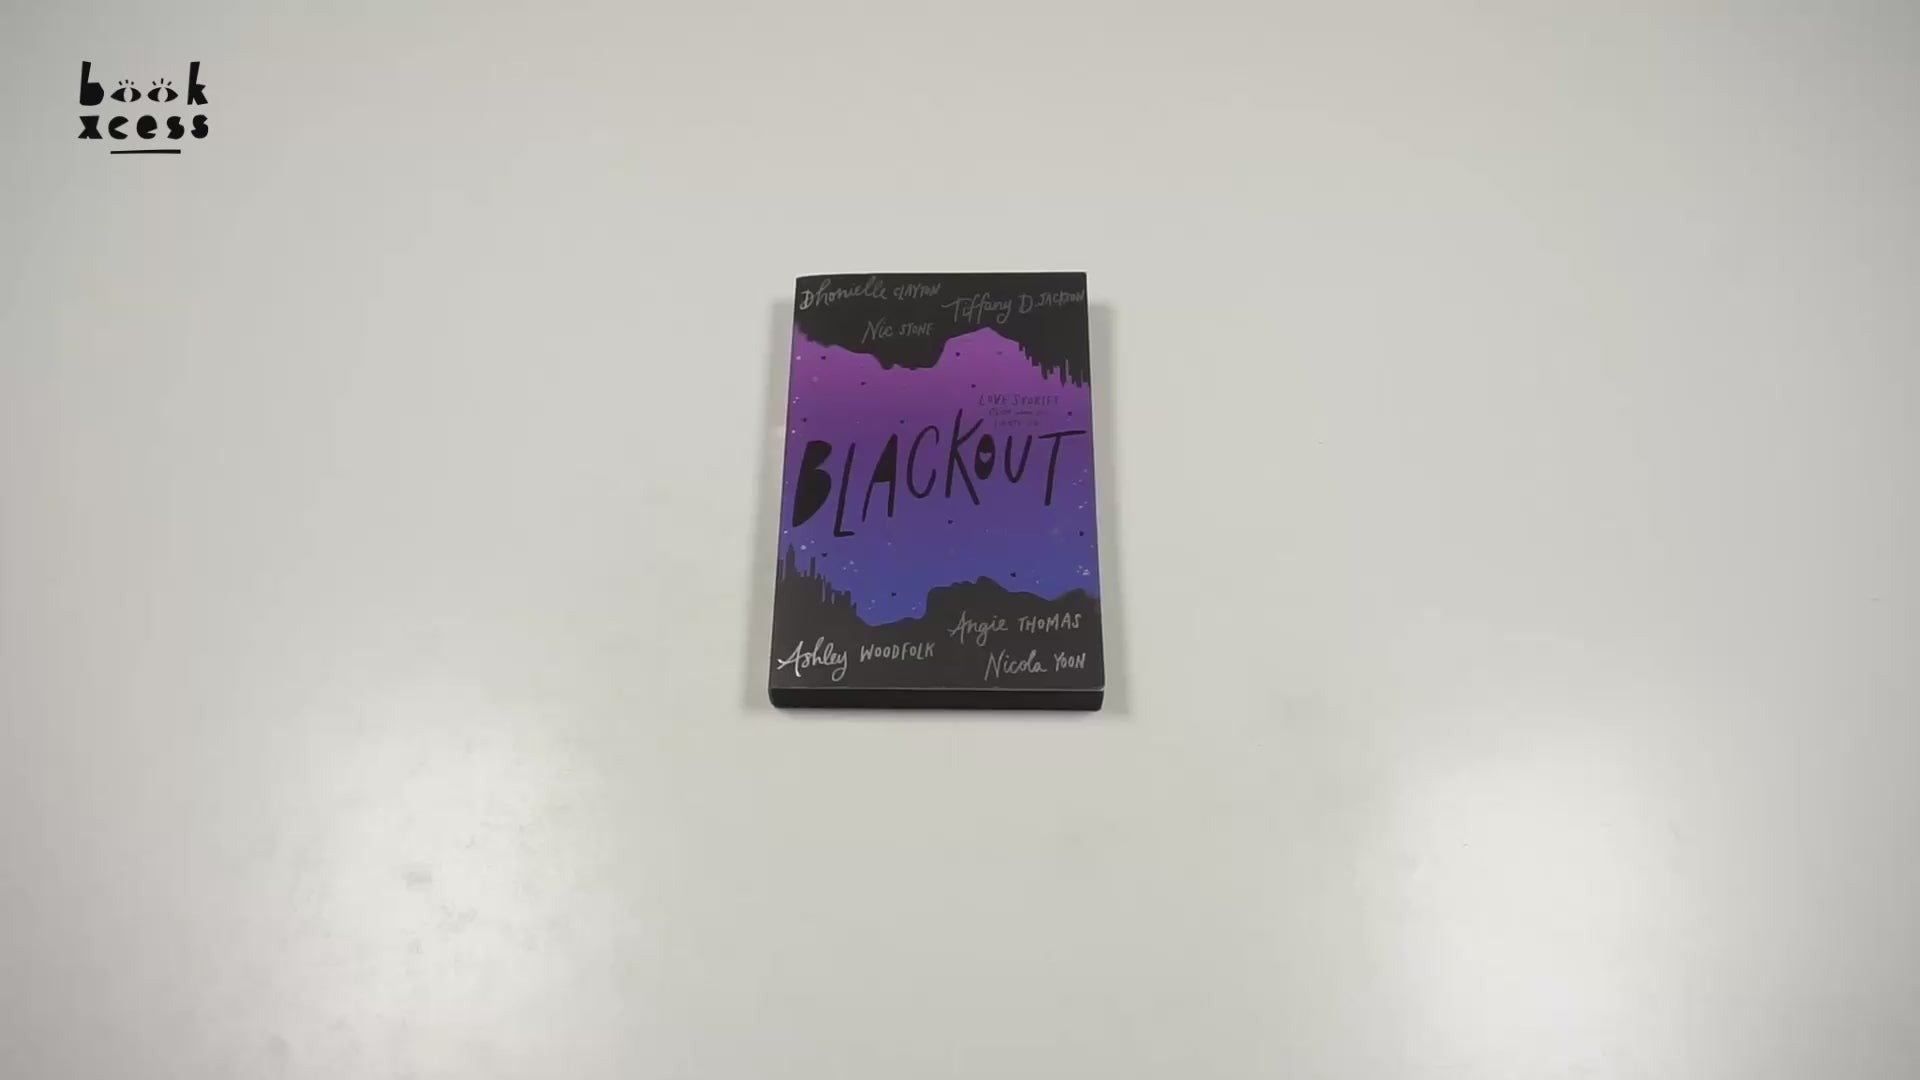 book
xcess
Dhonielle CLAYTON
Tiffany D. JACKSON
Nic STONE
LOVE STORIES
BLACKOUT
Angie THOMAS
Ashley WOODFOLK
Nicola YOON